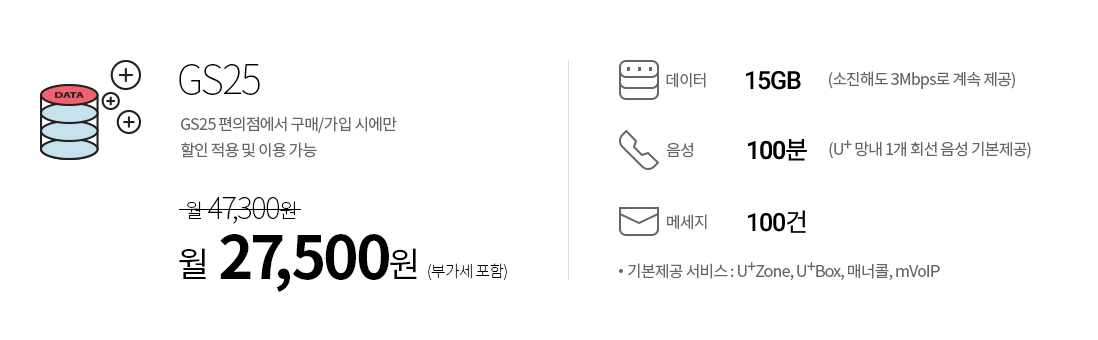 DATA
GS25
GS25 편의점에서 구매/가입 시에만
할인 적용 및 이용 가능
월 47,300원
월 27,500원 (부가세 포함)
데이터 15GB (소진해도 3Mbps로 계속 제공)
음성 100분 (U+ 망내 1개 회선 음성 기본제공)
메세지 100건
• 기본제공 서비스 : U+Zone, U+Box, 매너콜, mVoIP